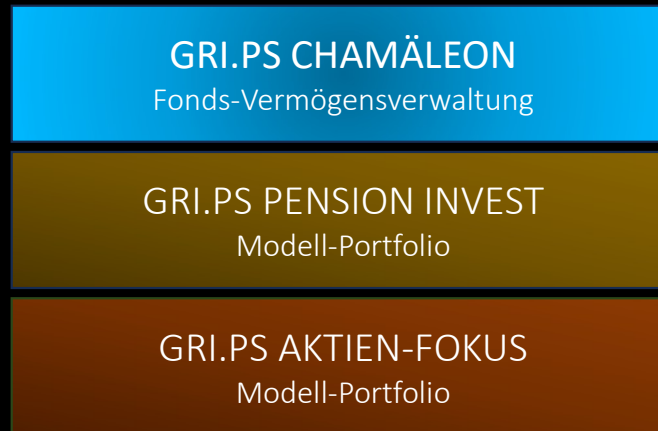 GRI.PS CHAMÄLEON
Fonds-Vermögensverwaltung
GRI.PS PENSION INVEST
Modell-Portfolio
GRI.PS AKTIEN-FOKUS
Modell-Portfolio